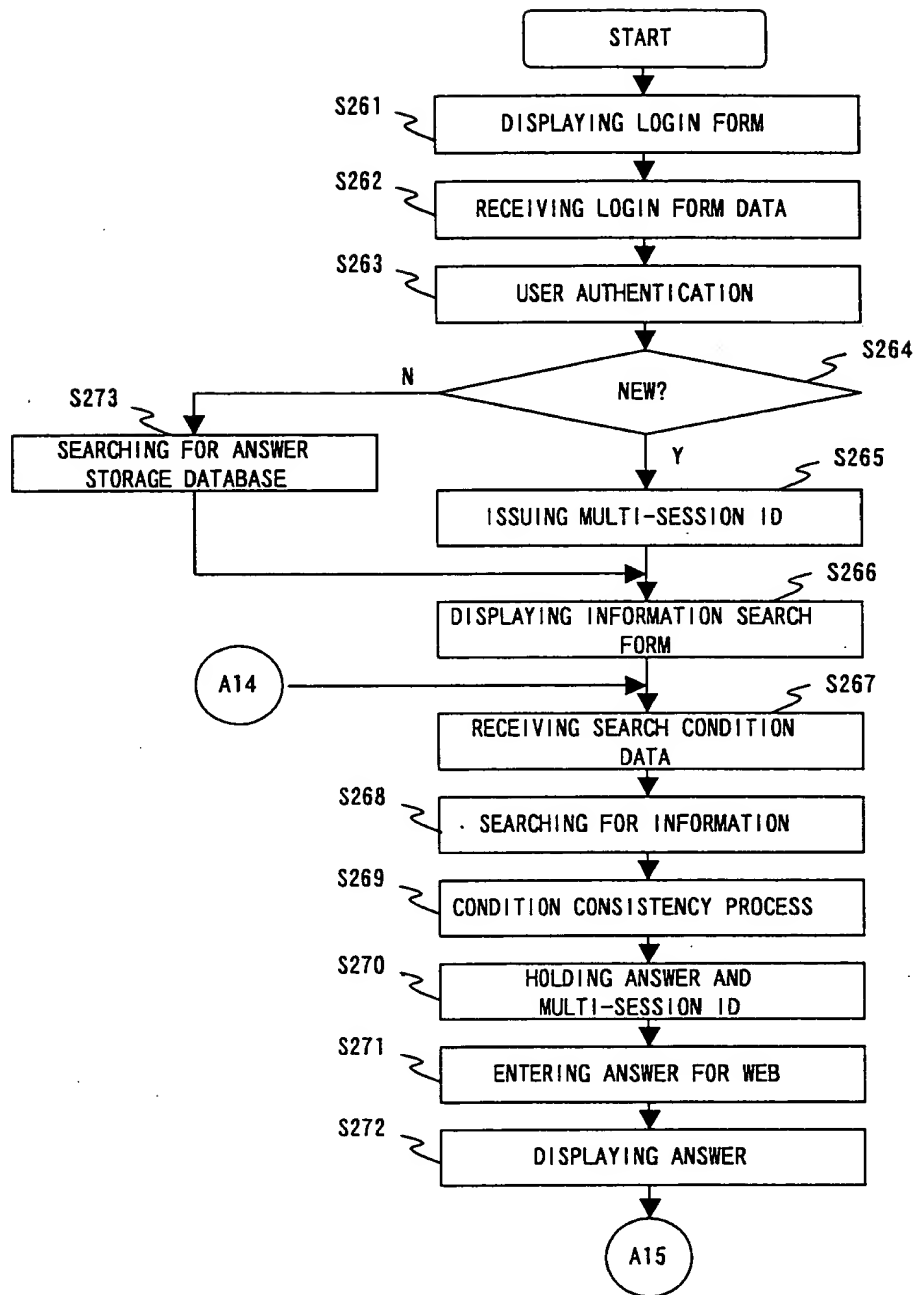 START
S261
DISPLAYING LOGIN FORM
S262
RECEIVING LOGIN FORM DATA
S263
USER AUTHENTICATION
S264
NEW?
N
Y
S273
SEARCHING FOR ANSWER
STORAGE DATABASE
S265
ISSUING MULTI-SESSION ID
S266
DISPLAYING INFORMATION SEARCH
FORM
A14
S267
RECEIVING SEARCH CONDITION
DATA
S268
SEARCHING FOR INFORMATION
S269
CONDITION CONSISTENCY PROCESS
S270
HOLDING ANSWER AND
MULTI-SESSION ID
S271
ENTERING ANSWER FOR WEB
S272
DISPLAYING ANSWER
A15